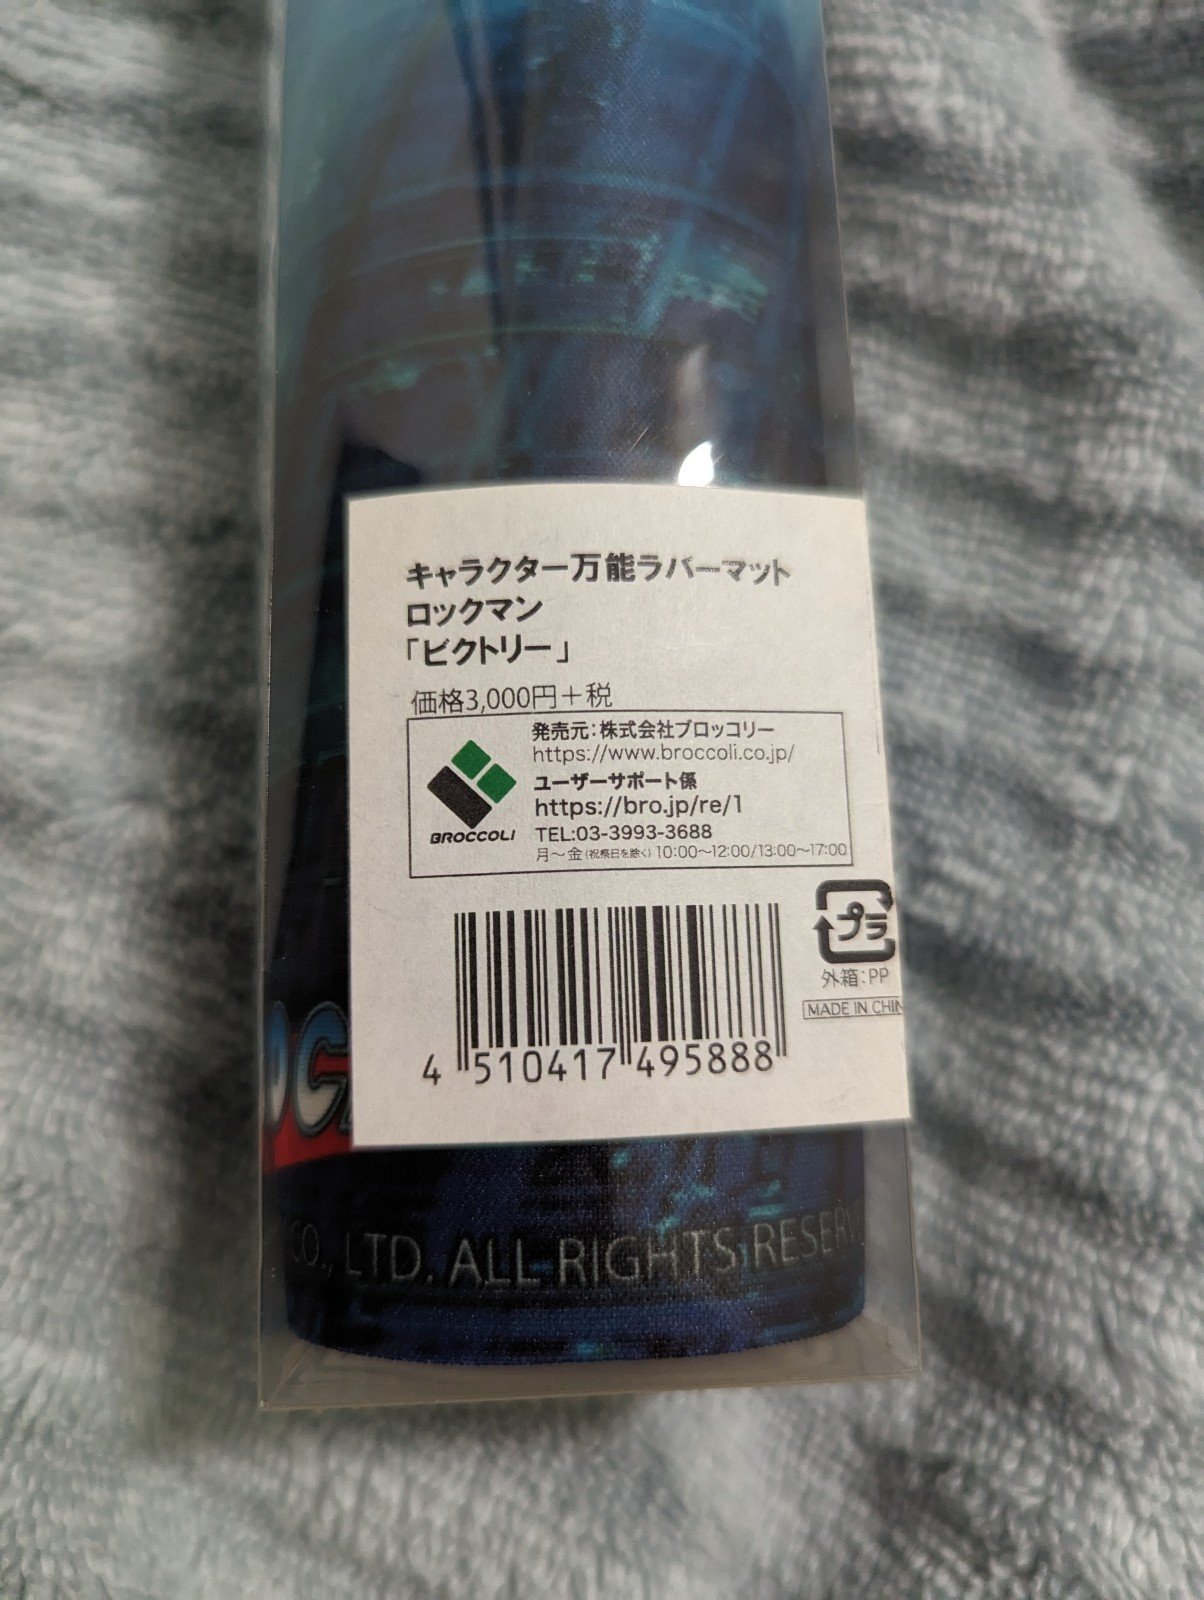 キャラクター万能ラバーマット
ロックマン
「ビクトリー」
価格3,000円+税
発売元:株式会社ブロッコリー
https://www.broccoli.co.jp/
ユーザーサポート係
https://bro.jp/re/1
TEL:03-3993-3688
月〜金(祝祭日を除く)10:00〜12:00/13:00〜17:00
BROCCOLI
プラ
外箱:PP
MADE IN CHIN
4 510417 495888
CO., LTD. ALL RIGHTS RESERV